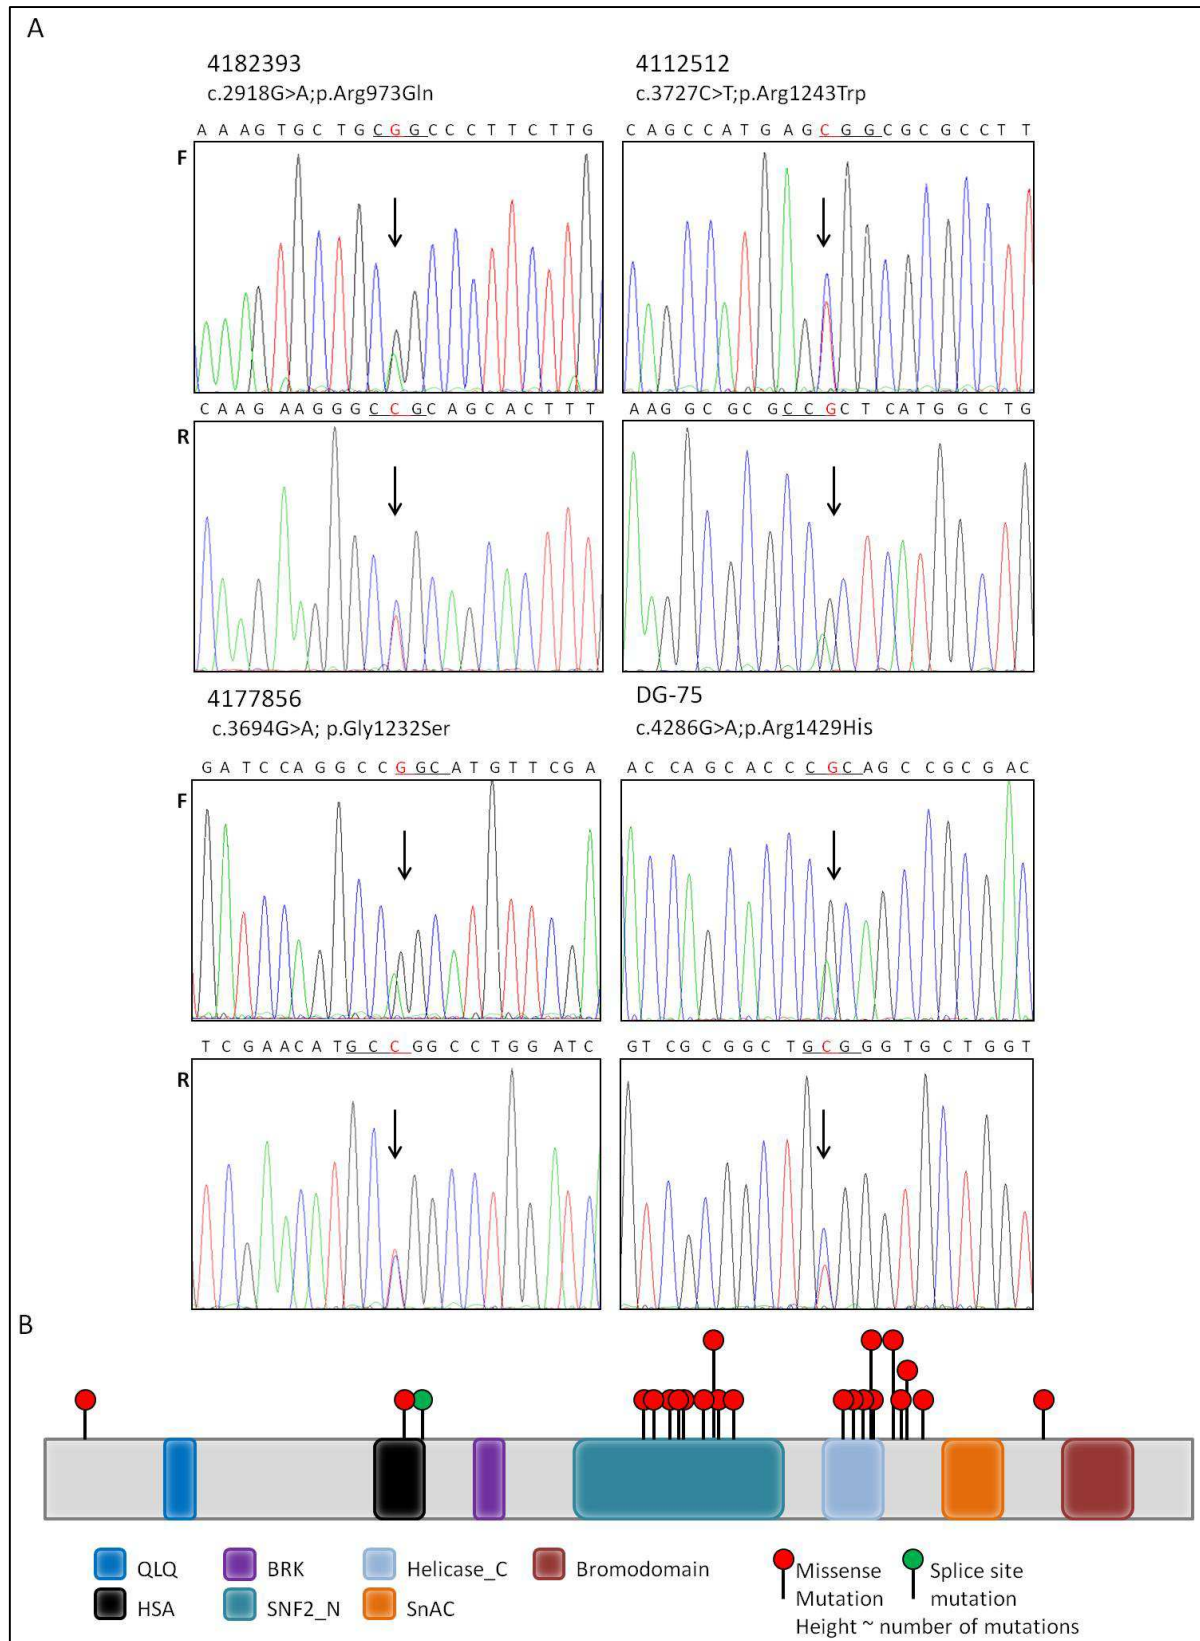 A
4182393
c.2918G>A;p.Arg973Gln
A A A G T G C T G C G G C C C T T C T T G
F
C A A G A A G G G C C G C A G C A C T T T
R
4112512
c.3727C>T;p.Arg1243Trp
C A G C C A T G A G C G G C G C G C C T T
A A G G C G C G C C G C T C A T G G C T G
4177856
c.3694G>A; p.Gly1232Ser
G A T C C A G G C C G G C A T G T T C G A
F
T C G A A C A T G C C G G C C T G G A T C
R
DG-75
c.4286G>A;p.Arg1429His
A C C A G C A C C C G C A G C C G C G A C
G T C G C G G C T G C G G G T G C T G G T
B
QLQ
BRK
Helicase_C
Bromodomain
HSA
SNF2_N
SnAC
Missense
Mutation
Splice site
mutation
Height ~ number of mutations